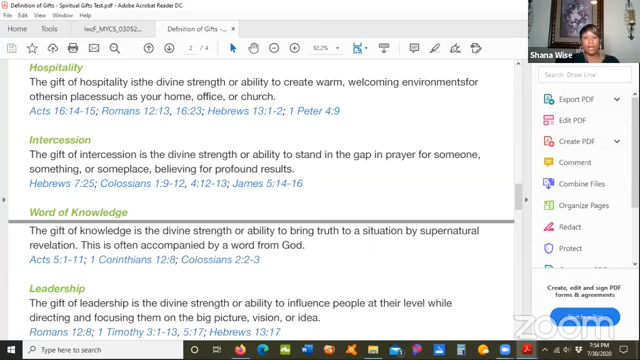 Definition of Gifts - Spiritual Gifts Test.pdf - Adobe Acrobat Reader DC
File Edit View Window Help
Home Tools lwcF_MYCS_03052... Definition of Gifts -... ×
2 / 4 92.2%
Shana Wise
Hospitality
The gift of hospitality isthe divine strength or ability to create warm, welcoming environmentsfor
othersin placessuch as your home, office, or church.
Acts 16:14-15; Romans 12:13, 16:23; Hebrews 13:1-2; 1 Peter 4:9
Intercession
The gift of intercession is the divine strength or ability to stand in the gap in prayer for someone,
something, or someplace, believing for profound results.
Hebrews 7:25; Colossians 1:9-12, 4:12-13; James 5:14-16
Word of Knowledge
The gift of knowledge is the divine strength or ability to bring truth to a situation by supernatural
revelation. This is often accompanied by a word from God.
Acts 5:1-11; 1 Corinthians 12:8; Colossians 2:2-3
Leadership
The gift of leadership is the divine strength or ability to influence people at their level while
directing and focusing them on the big picture, vision, or idea.
Romans 12:8; 1 Timothy 3:1-13, 5:17; Hebrews 13:17
Search 'Draw Line'
Export PDF
Edit PDF
Create PDF
Comment
Combine Files
Organize Pages
Redact
Protect
Create, edit and sign PDF
forms & agreements
Start Free Trial
zoom
Type here to search
7:54 PM
7/30/2020